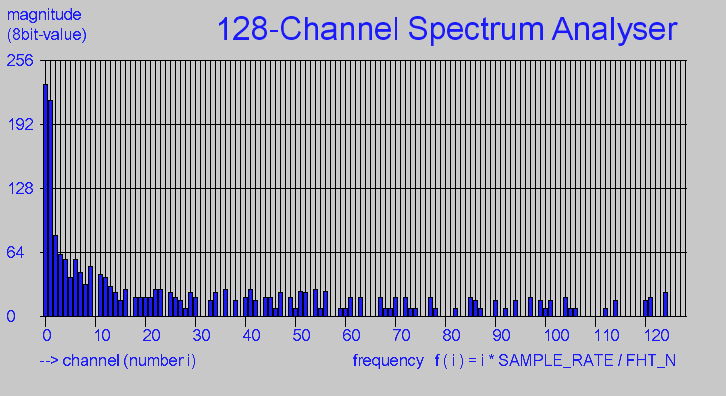 magnitude
(8bit-value)
128-Channel Spectrum Analyser
256
192
128
64
0
0 10 20 30 40 50 60 70 80 90 100 110 120
--> channel (number i)
frequency f ( i ) = i * SAMPLE_RATE / FHT_N